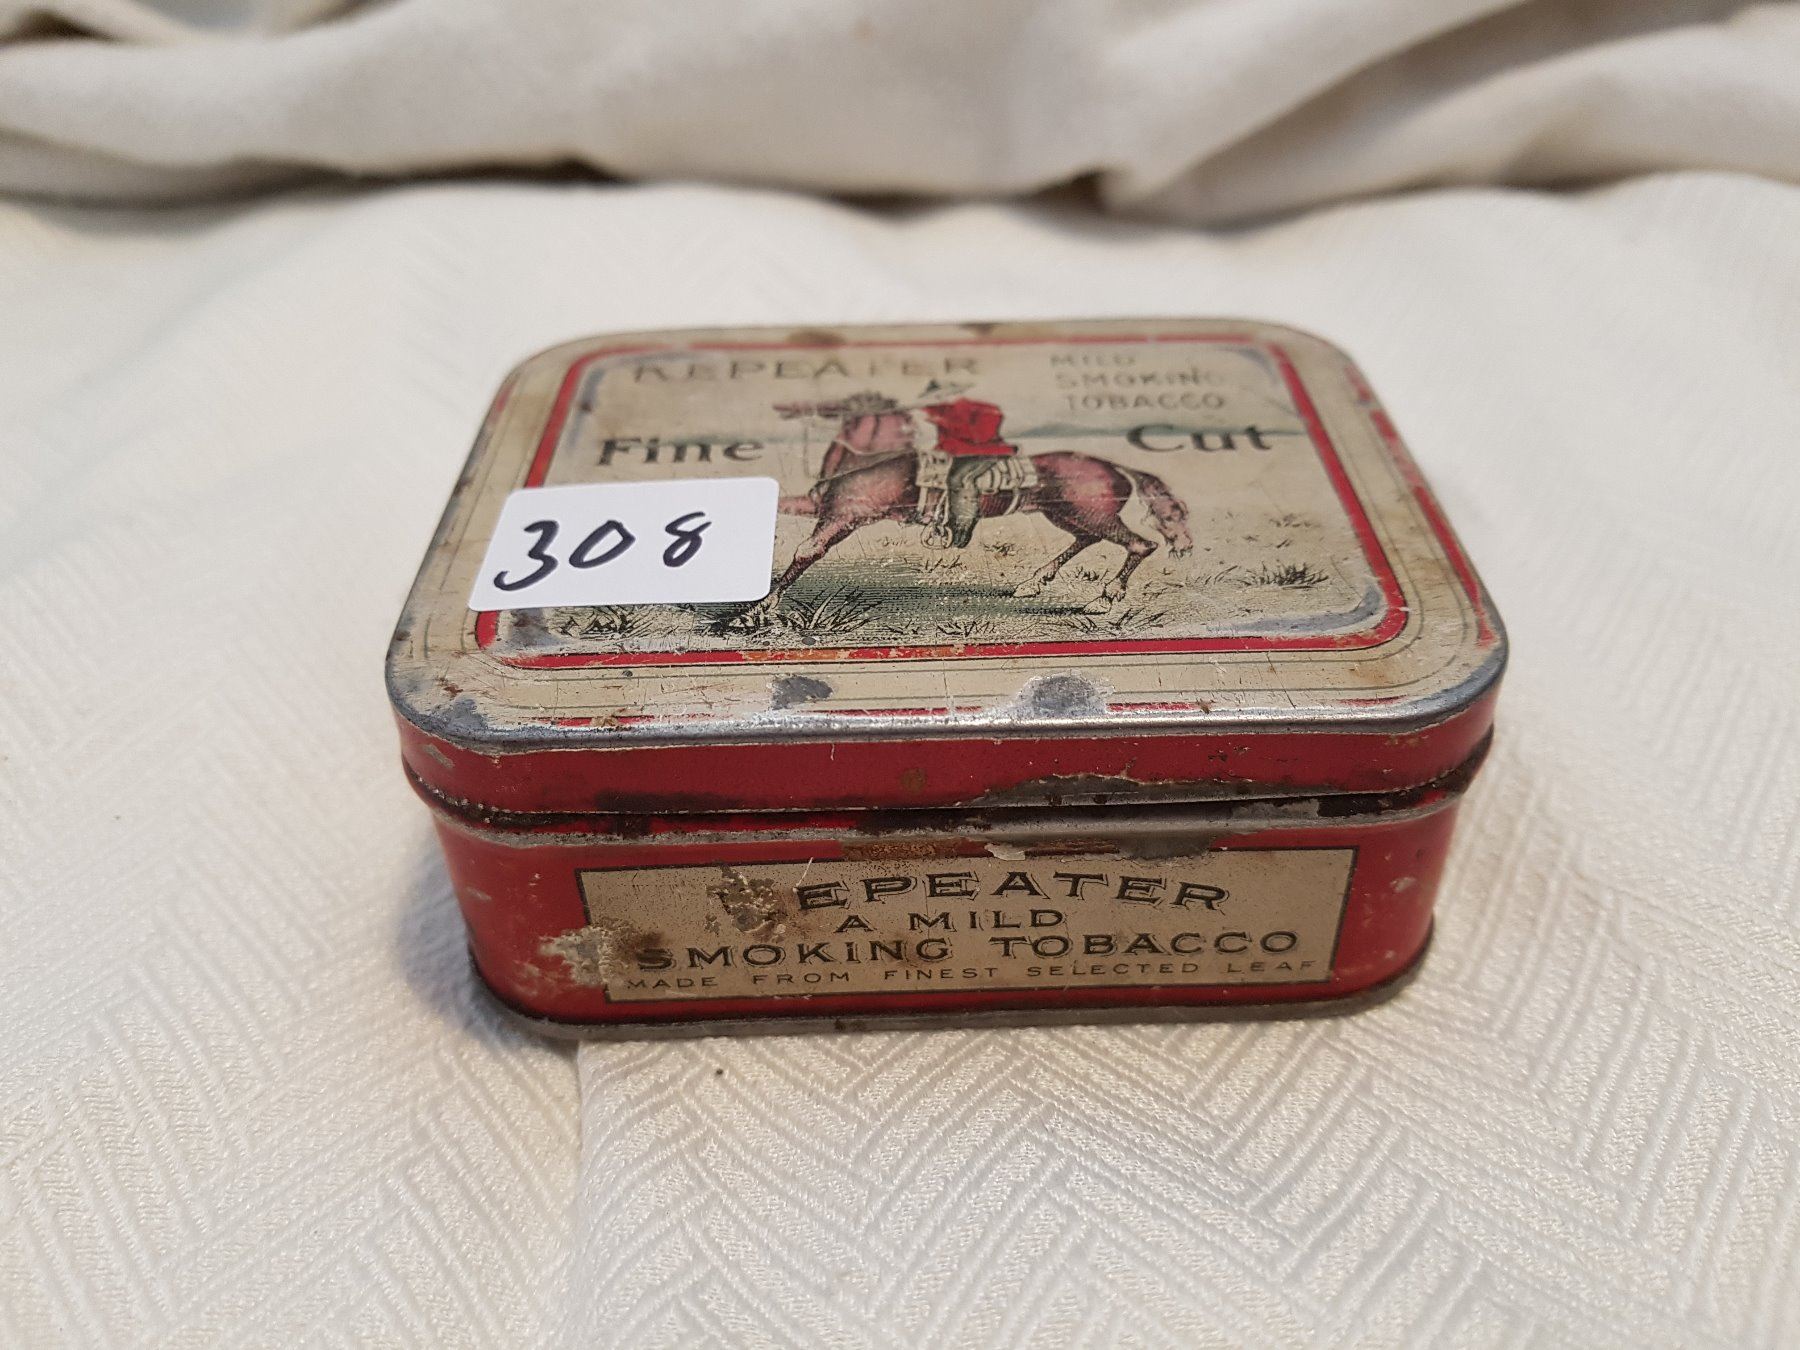 REPEATER
MILD
SMOKING
TOBACCO
Fine Cut
308
REPEATER
A MILD
SMOKING TOBACCO
MADE FROM FINEST SELECTED LEAF